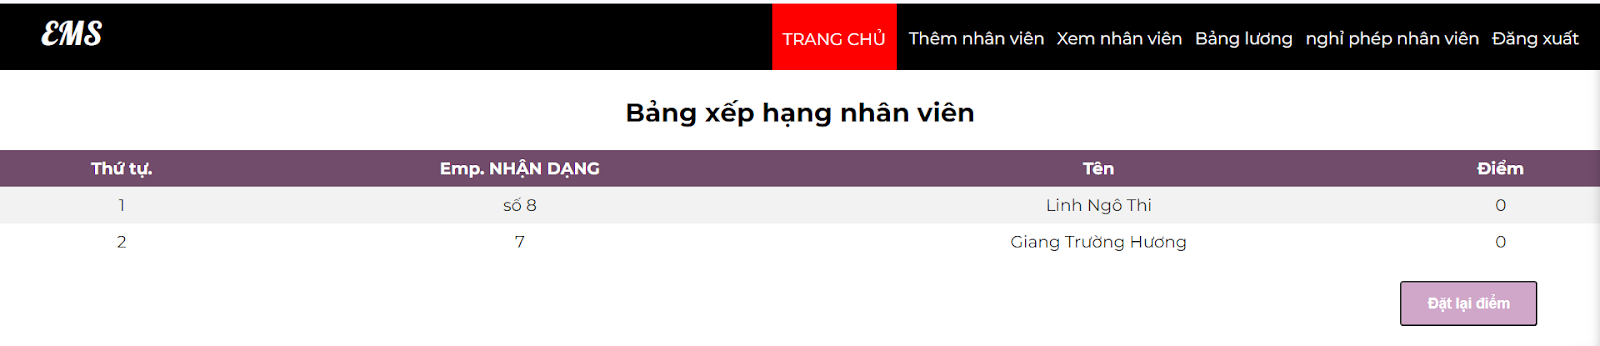 EMS
TRANG CHỦ Thêm nhân viên Xem nhân viên Bảng lương nghỉ phép nhân viên Đăng xuất
Bảng xếp hạng nhân viên
Thứ tự. Emp. NHẬN DẠNG Tên Điểm
1 số 8 Linh Ngô Thi 0
2 7 Giang Trường Hương 0
Đặt lại điểm